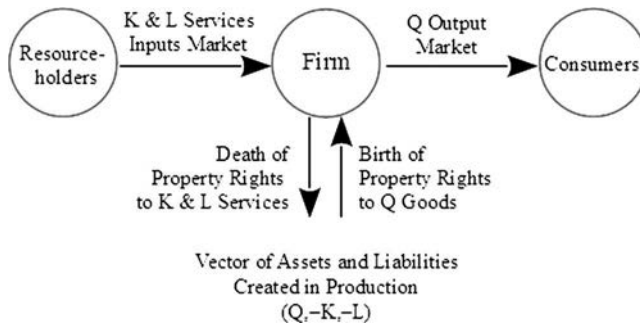 K & L Services
Inputs Market
Q Output
Market
Resource-
holders
Firm
Consumers
Death of
Property Rights
to K & L Services
Birth of
Property Rights
to Q Goods
Vector of Assets and Liabilities
Created in Production
(Q,–K,–L)